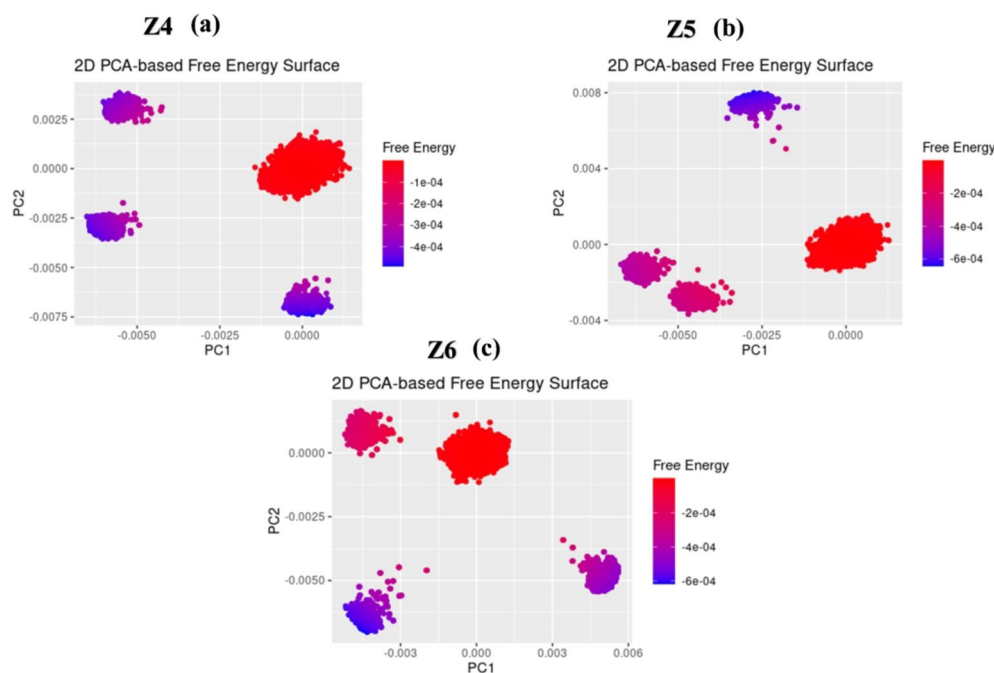 Z4 (a)
2D PCA-based Free Energy Surface
0.0025
0.0000
-0.0025
-0.0050
-0.0075
PC2
-0.0050
-0.0025
0.0000
PC1
Free Energy
-1e-04
-2e-04
-3e-04
-4e-04
Z5 (b)
2D PCA-based Free Energy Surface
0.008
0.004
0.000
-0.004
PC2
-0.0050
-0.0025
0.0000
PC1
Free Energy
-2e-04
-4e-04
-6e-04
Z6 (c)
2D PCA-based Free Energy Surface
0.0000
-0.0025
-0.0050
PC2
-0.003
0.000
0.003
0.006
PC1
Free Energy
-2e-04
-4e-04
-6e-04